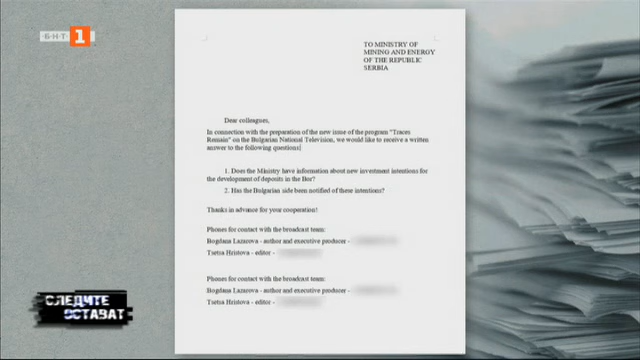 БНТ 1
TO MINISTRY OF
MINING AND ENERGY
OF THE REPUBLIC
SERBIA
Dear colleagues,
In connection with the preparation of the new issue of the program "Traces
Remain" on the Bulgarian National Television, we would like to receive a written
answer to the following questions:
1. Does the Ministry have information about new investment intentions for
the development of deposits in the Bor?
2. Has the Bulgarian side been notified of these intentions?
Thanks in advance for your cooperation!
Phones for contact with the broadcast team:
Bogdana Lazarova - author and executive producer -
Tsetsa Hristova - editor -
Phones for contact with the broadcast team:
Bogdana Lazarova - author and executive producer -
Tsetsa Hristova - editor -
СЛЕДИТЕ
ОСТАВАТ